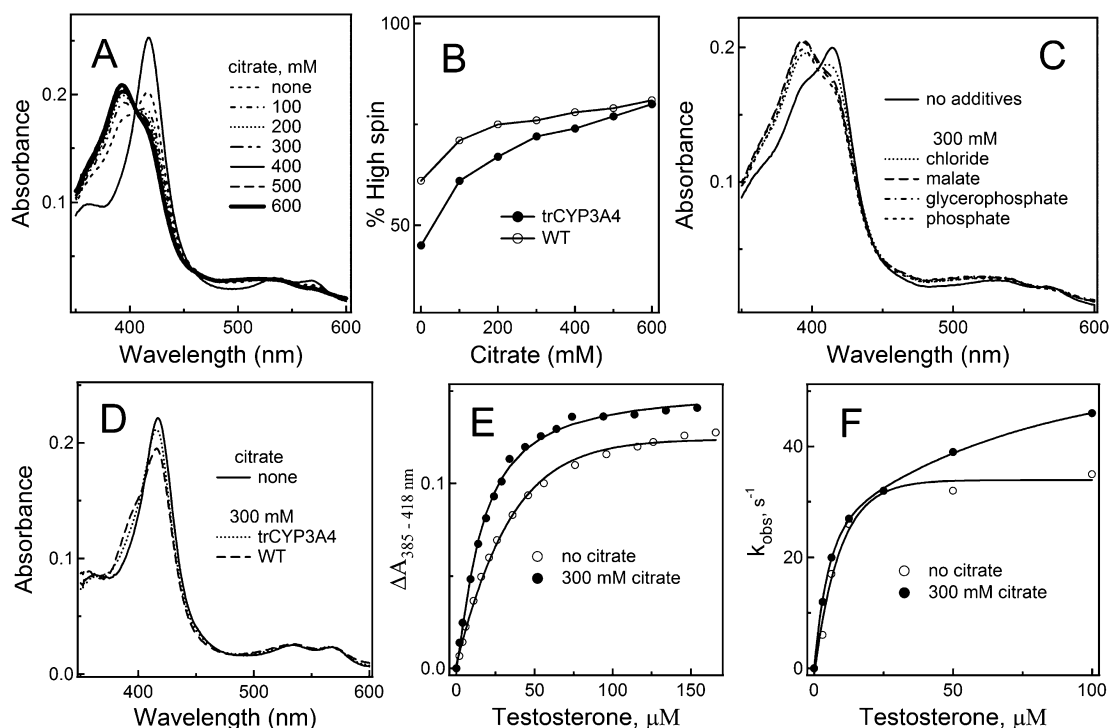 A
citrate, mM
none
100
200
300
400
500
600
0.2
0.1
Absorbance
400
500
600
Wavelength (nm)
B
100
50
% High spin
trCYP3A4
WT
0
200
400
600
Citrate (mM)
C
no additives
300 mM
chloride
malate
glycerophosphate
phosphate
0.2
0.1
Absorbance
400
500
600
Wavelength (nm)
D
citrate
none
300 mM
trCYP3A4
WT
0.2
0.1
0.0
Absorbance
400
500
600
Wavelength (nm)
E
no citrate
300 mM citrate
0.1
0.0
ΔA385 - 418 nm
0
50
100
150
Testosterone, μM
F
no citrate
300 mM citrate
40
20
0
kobs, s-1
0
50
100
Testosterone, μM